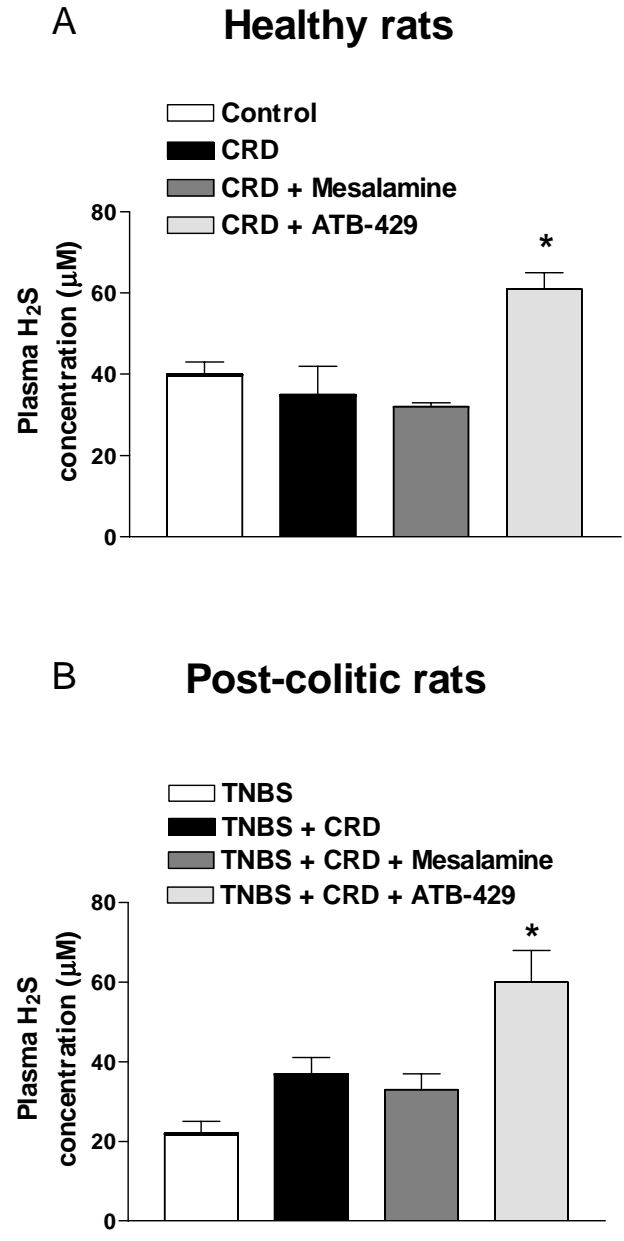 A
Healthy rats
Control
CRD
CRD + Mesalamine
CRD + ATB-429
Plasma H₂S
concentration (μM)
80
60
40
20
0
*
B
Post-colitic rats
TNBS
TNBS + CRD
TNBS + CRD + Mesalamine
TNBS + CRD + ATB-429
Plasma H₂S
concentration (μM)
80
60
40
20
0
*